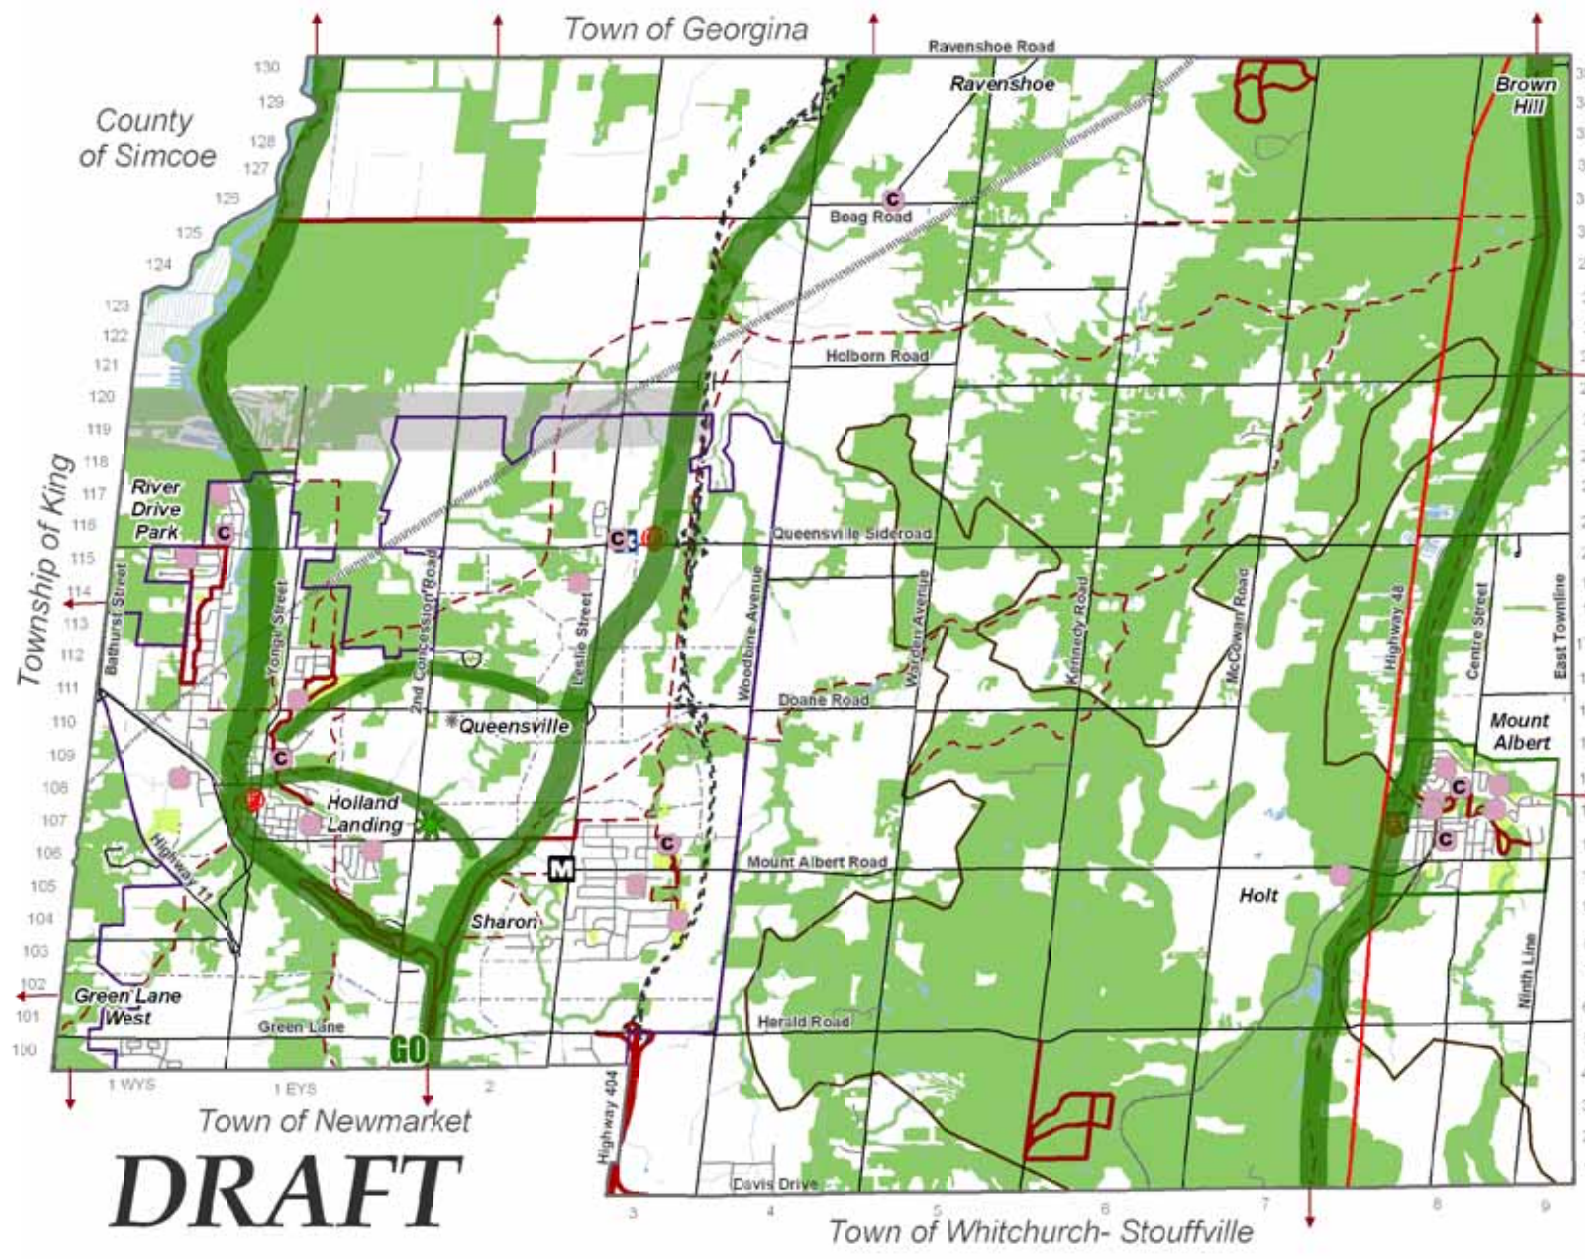 Town of Georgina
Ravenshoe Road
Ravenshoe
Brown
Hill
County
of Simcoe
130
129
128
127
126
125
124
123
122
121
120
119
118
117
116
115
114
113
112
111
110
109
108
107
106
105
104
103
102
101
100
C
Beag Road
Holborn Road
Township of King
River
Drive
Park
C
C
Queensville Sideroad
Bathurst Street
Yonge Street
2nd Concession Road
Leslie Street
Woodbine Avenue
Warden Avenue
Kennedy Road
McCowan Road
Highway 48
Centre Street
East Townline
Doane Road
Queensville
Mount
Albert
C
C
C
Holland
Landing
Highway 11
M
C
Mount Albert Road
Holt
Sharon
Ninth Line
Green Lane
West
Green Lane
GO
Herald Road
1 WYS
1 EYS
2
Town of Newmarket
Highway 404
Davis Drive
3
4
5
6
7
8
9
DRAFT
Town of Whitchurch- Stouffville